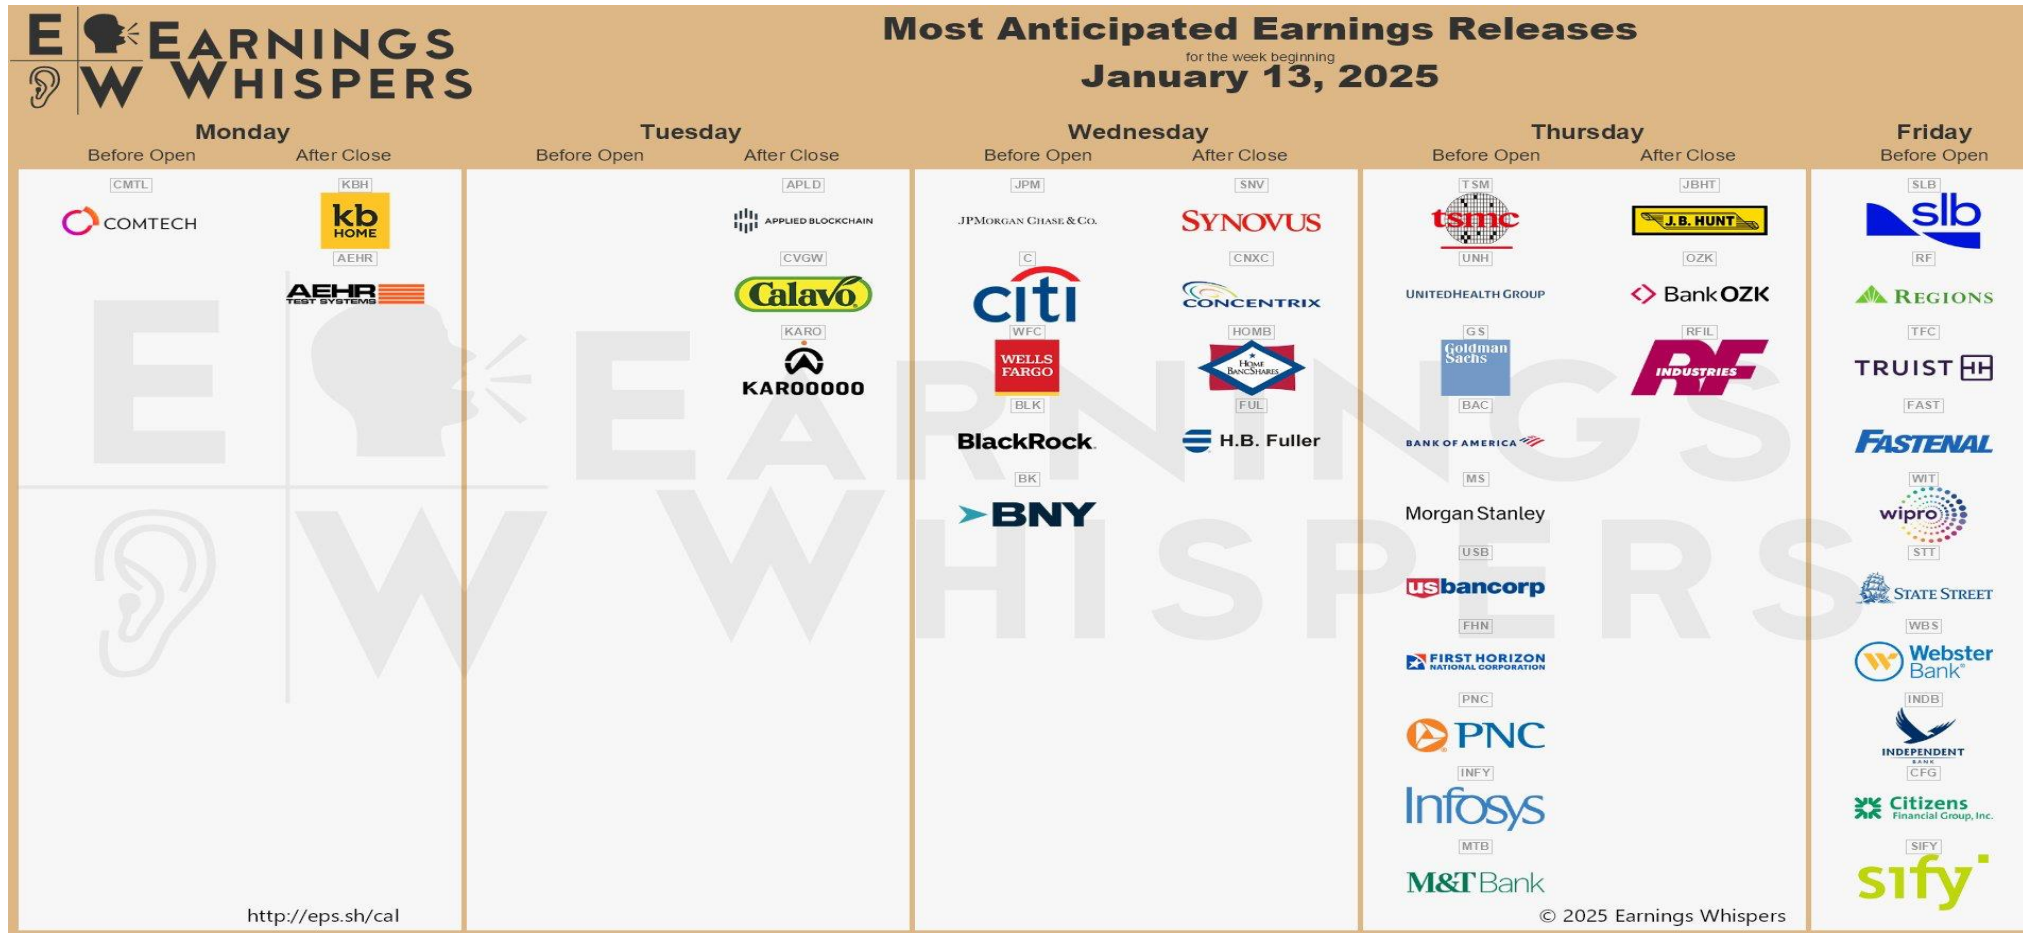 E EARNINGS
W WHISPERS
Most Anticipated Earnings Releases
for the week beginning
January 13, 2025
Monday
Before Open After Close
Tuesday
Before Open After Close
Wednesday
Before Open After Close
Thursday
Before Open After Close
Friday
Before Open
CMTL
COMTECH
KBH
kb
HOME
AEHR
AEHR
TEST SYSTEMS
APLD
APPLIED BLOCKCHAIN
CVGW
Calavo
KARO
KAROOOOO
JPM
JPMORGAN CHASE & CO.
C
citi
WFC
WELLS
FARGO
BLK
BlackRock.
BK
BNY
SNV
SYNOVUS
CNXC
CONCENTRIX
HOMB
HOME
BANCSHARES
FUL
H.B. Fuller
TSM
tsmc
UNH
UNITEDHEALTH GROUP
GS
Goldman
Sachs
BAC
BANK OF AMERICA
MS
Morgan Stanley
USB
usbancorp
FHN
FIRST HORIZON
NATIONAL CORPORATION
PNC
PNC
INFY
Infosys
MTB
M&T Bank
JBHT
J.B. HUNT
OZK
Bank OZK
RFIL
RF
INDUSTRIES
SLB
slb
RF
REGIONS
TFC
TRUIST
FAST
FASTENAL
WIT
wipro
STT
STATE STREET
WBS
Webster
Bank®
INDB
INDEPENDENT
BANK
CFG
Citizens
Financial Group, Inc.
SIFY
sify
E EARNINGS
W WHISPERS
http://eps.sh/cal
© 2025 Earnings Whispers